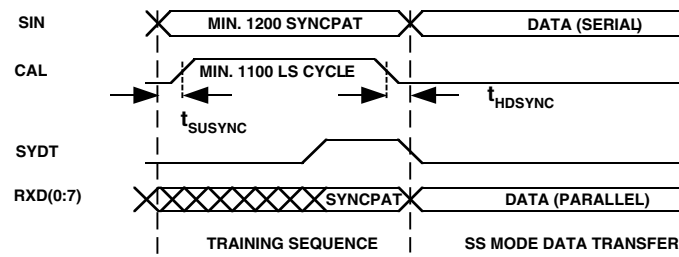 SIN MIN. 1200 SYNCPAT DATA (SERIAL)
CAL MIN. 1100 LS CYCLE
tSUSYNC tHDSYNC
SYDT
RXD(0:7) SYNCPAT DATA (PARALLEL)
TRAINING SEQUENCE SS MODE DATA TRANSFER